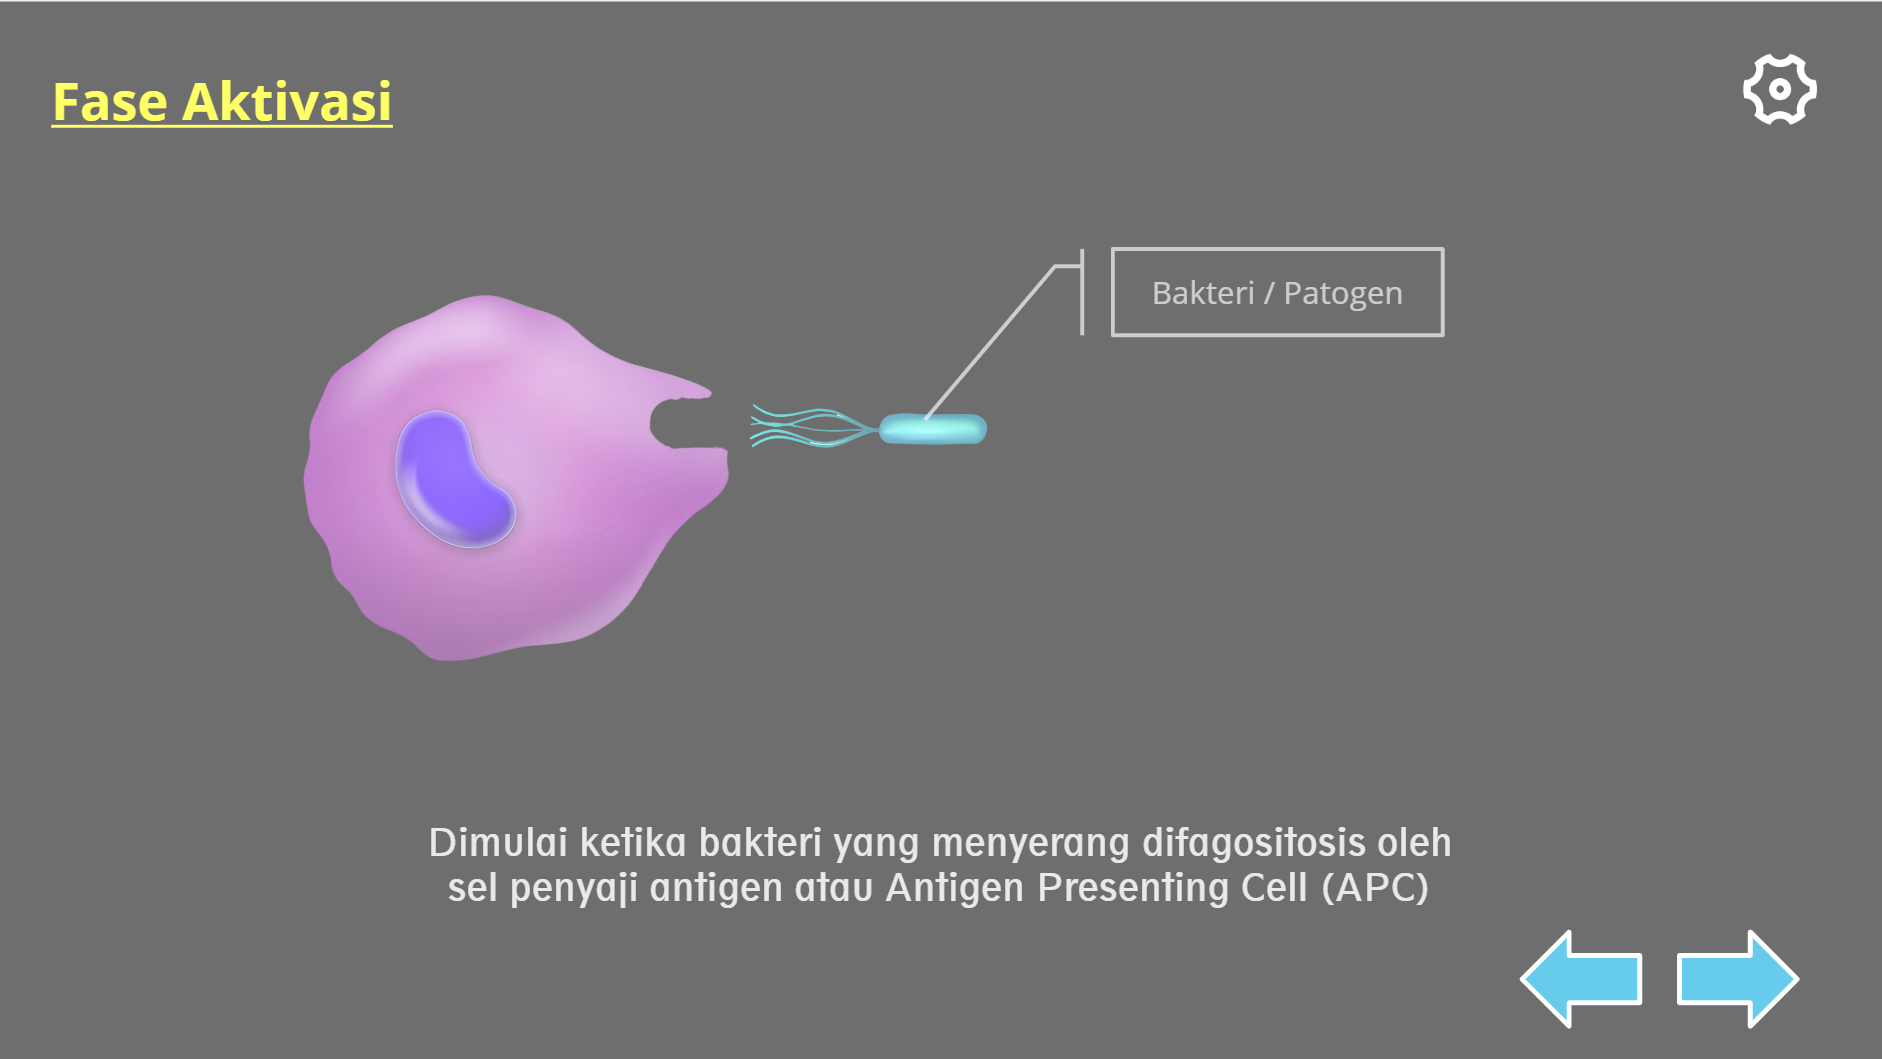 Fase Aktivasi
Bakteri / Patogen
Dimulai ketika bakteri yang menyerang difagositosis oleh
sel penyaji antigen atau Antigen Presenting Cell (APC)